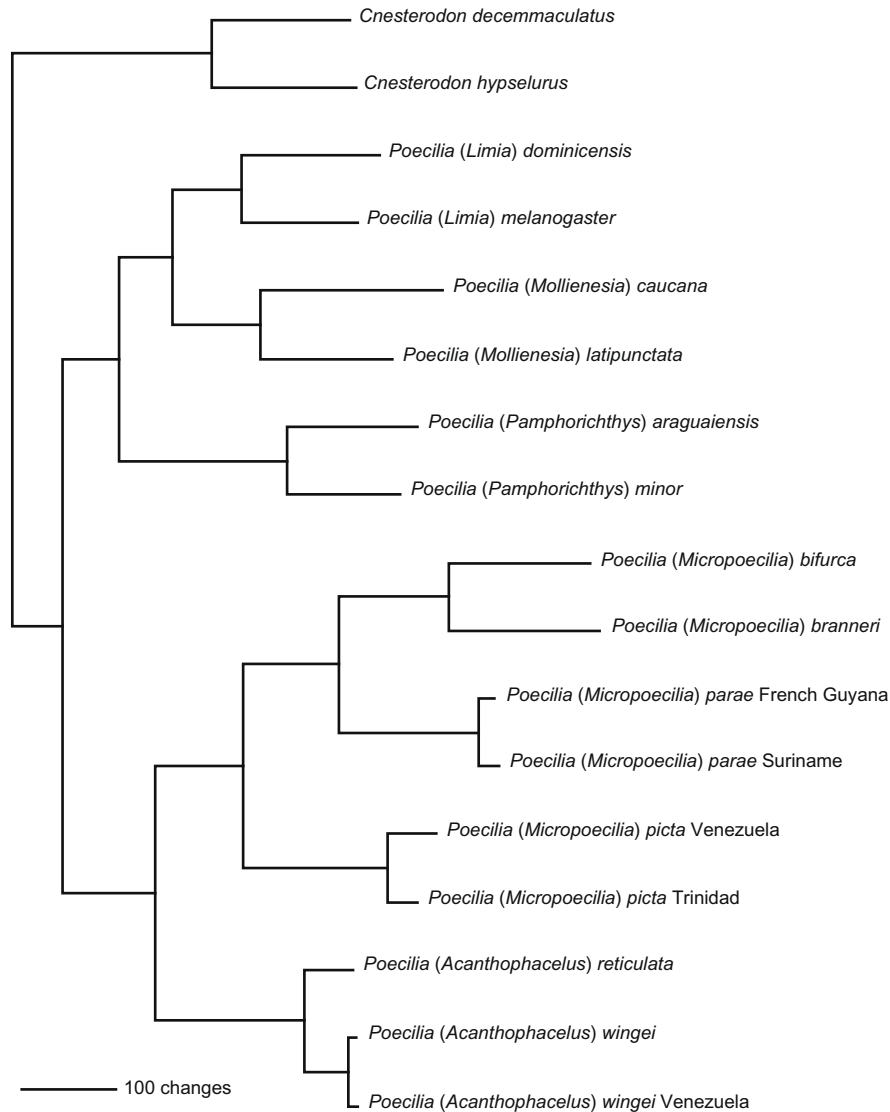 Cnesterodon decemmaculatus
Cnesterodon hypselurus
Poecilia (Limia) dominicensis
Poecilia (Limia) melanogaster
Poecilia (Mollienesia) caucana
Poecilia (Mollienesia) latipunctata
Poecilia (Pamphorichthys) araguaiensis
Poecilia (Pamphorichthys) minor
Poecilia (Micropoecilia) bifurca
Poecilia (Micropoecilia) branneri
Poecilia (Micropoecilia) parae French Guyana
Poecilia (Micropoecilia) parae Suriname
Poecilia (Micropoecilia) picta Venezuela
Poecilia (Micropoecilia) picta Trinidad
Poecilia (Acanthophacelus) reticulata
Poecilia (Acanthophacelus) wingei
100 changes
Poecilia (Acanthophacelus) wingei Venezuela